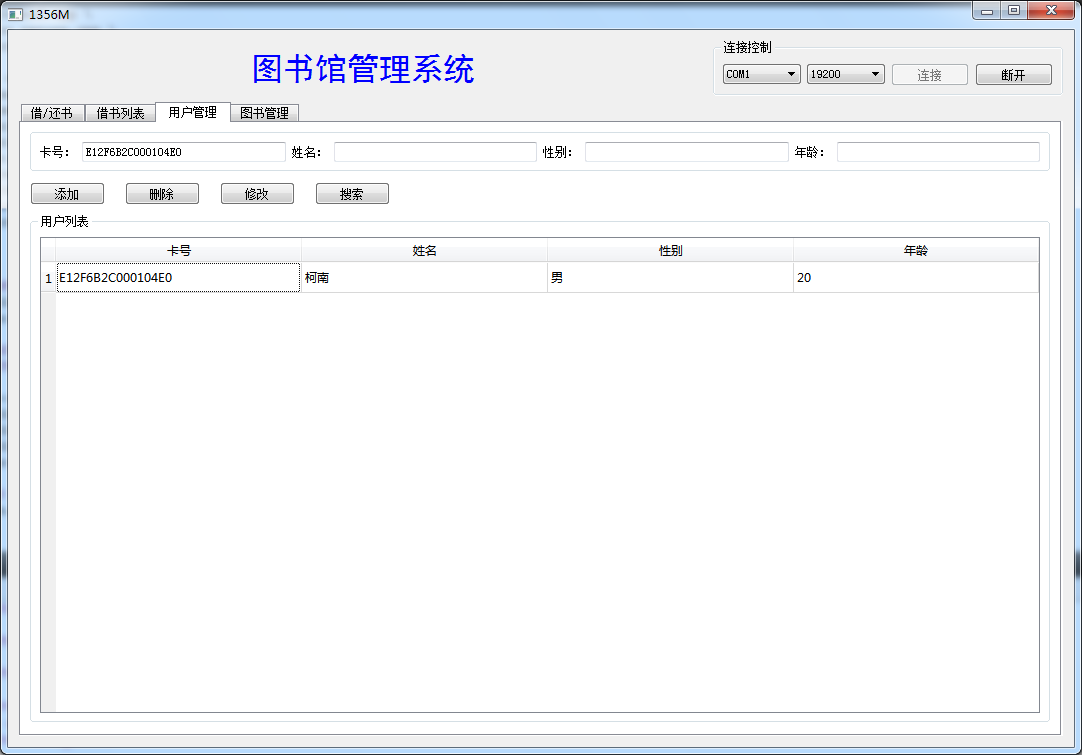 1356M
图书馆管理系统
连接控制
COM1 19200 连接 断开
借/还书 借书列表 用户管理 图书管理
卡号： E12F6B2C000104E0 姓名： 性别： 年龄：
添加 删除 修改 搜索
用户列表
卡号 姓名 性别 年龄
1 E12F6B2C000104E0 柯南 男 20